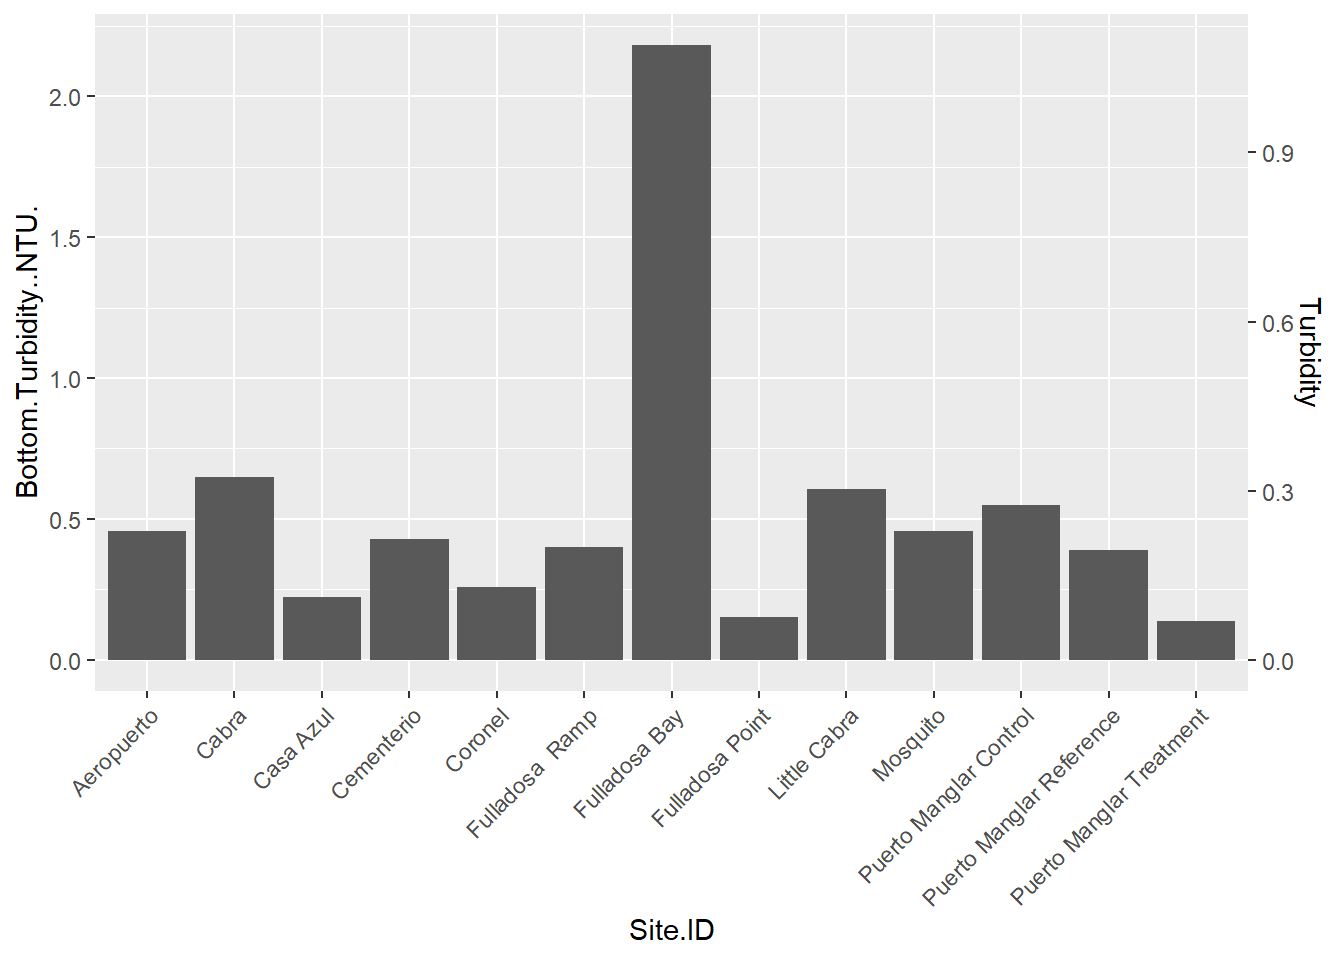 Bottom.Turbidity..NTU.
2.0
1.5
1.0
0.5
0.0
0.9
0.6
0.3
0.0
Turbidity
Aeropuerto
Cabra
Casa Azul
Cementerio
Coronel
Fulladosa  Ramp
Fulladosa Bay
Fulladosa Point
Little Cabra
Mosquito
Puerto Manglar Control
Puerto Manglar Reference
Puerto Manglar Treatment
Site.ID